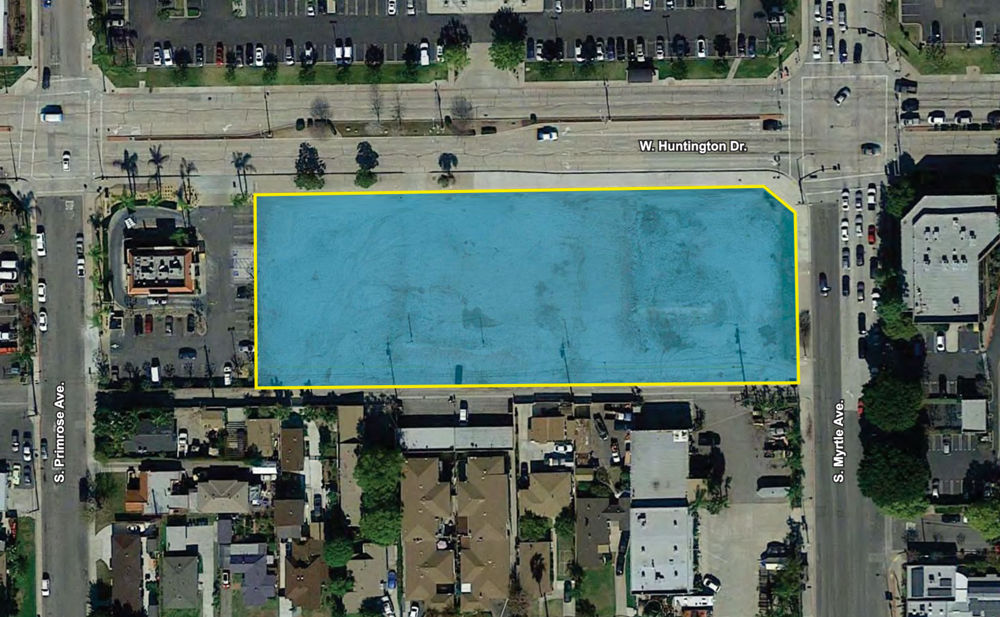 W. Huntington Dr.
S. Primrose Ave.
S. Myrtle Ave.